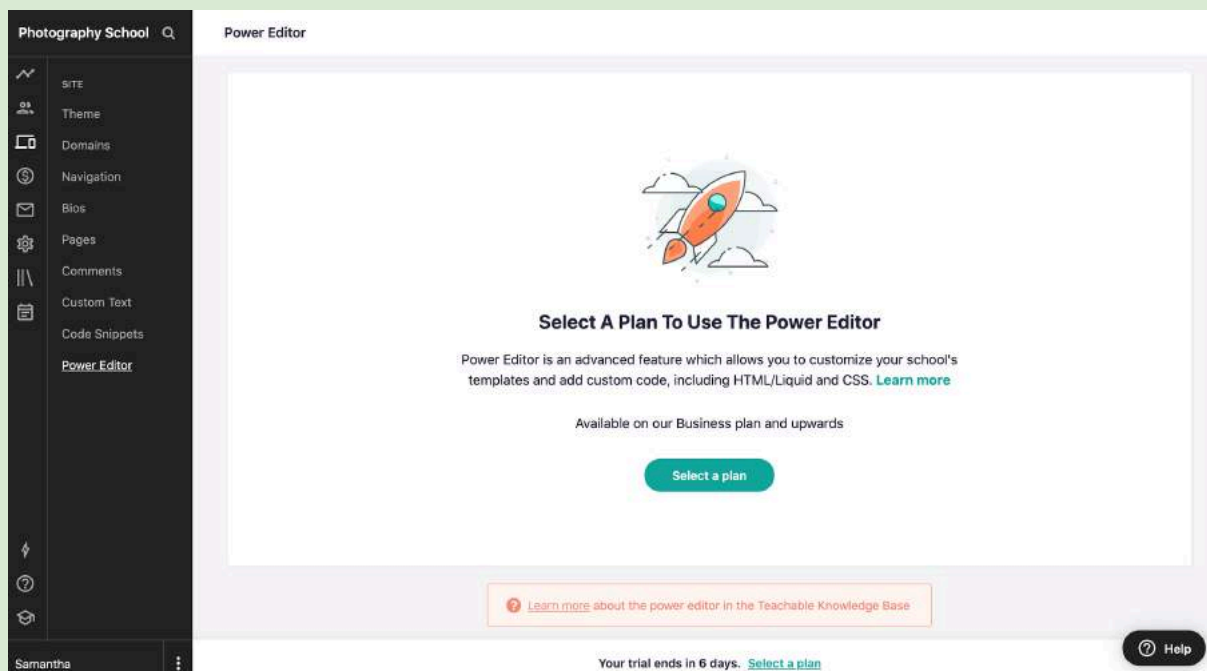 Photography School
Power Editor
SITE
Theme
Domains
Navigation
Bios
Pages
Comments
Custom Text
Code Snippets
Power Editor
Select A Plan To Use The Power Editor
Power Editor is an advanced feature which allows you to customize your school's
templates and add custom code, including HTML/Liquid and CSS. Learn more
Available on our Business plan and upwards
Select a plan
Learn more about the power editor in the Teachable Knowledge Base
Samantha
Your trial ends in 6 days. Select a plan
Help